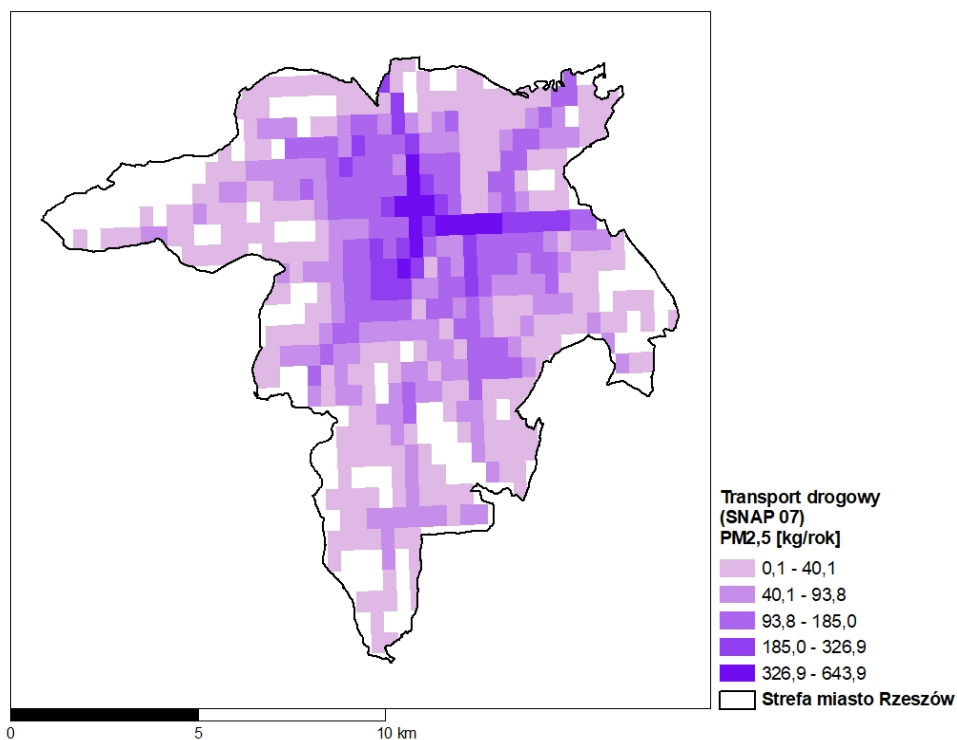 Transport drogowy
(SNAP 07)
PM2,5 [kg/rok]
0,1 - 40,1
40,1 - 93,8
93,8 - 185,0
185,0 - 326,9
326,9 - 643,9
Strefa miasto Rzeszów
0 5 10 km